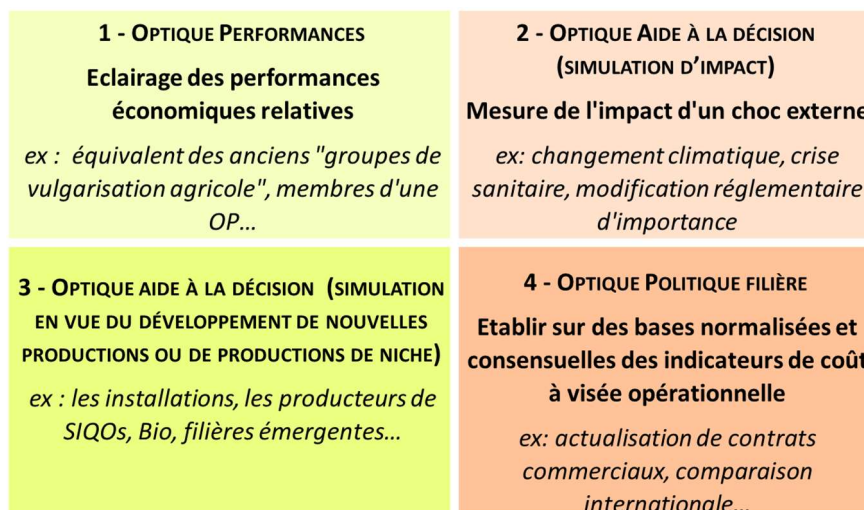 1 - OPTIQUE PERFORMANCES
Eclairage des performances
économiques relatives
ex : équivalent des anciens "groupes de
vulgarisation agricole", membres d'une
OP...
2 - OPTIQUE AIDE À LA DÉCISION
(SIMULATION D'IMPACT)
Mesure de l'impact d'un choc externe
ex: changement climatique, crise
sanitaire, modification réglementaire
d'importance
3 - OPTIQUE AIDE À LA DÉCISION (SIMULATION
EN VUE DU DÉVELOPPEMENT DE NOUVELLES
PRODUCTIONS OU DE PRODUCTIONS DE NICHE)
ex : les installations, les producteurs de
SIQOs, Bio, filières émergentes...
4 - OPTIQUE POLITIQUE FILIÈRE
Etablir sur des bases normalisées et
consensuelles des indicateurs de coût
à visée opérationnelle
ex: actualisation de contrats
commerciaux, comparaison
internationale...